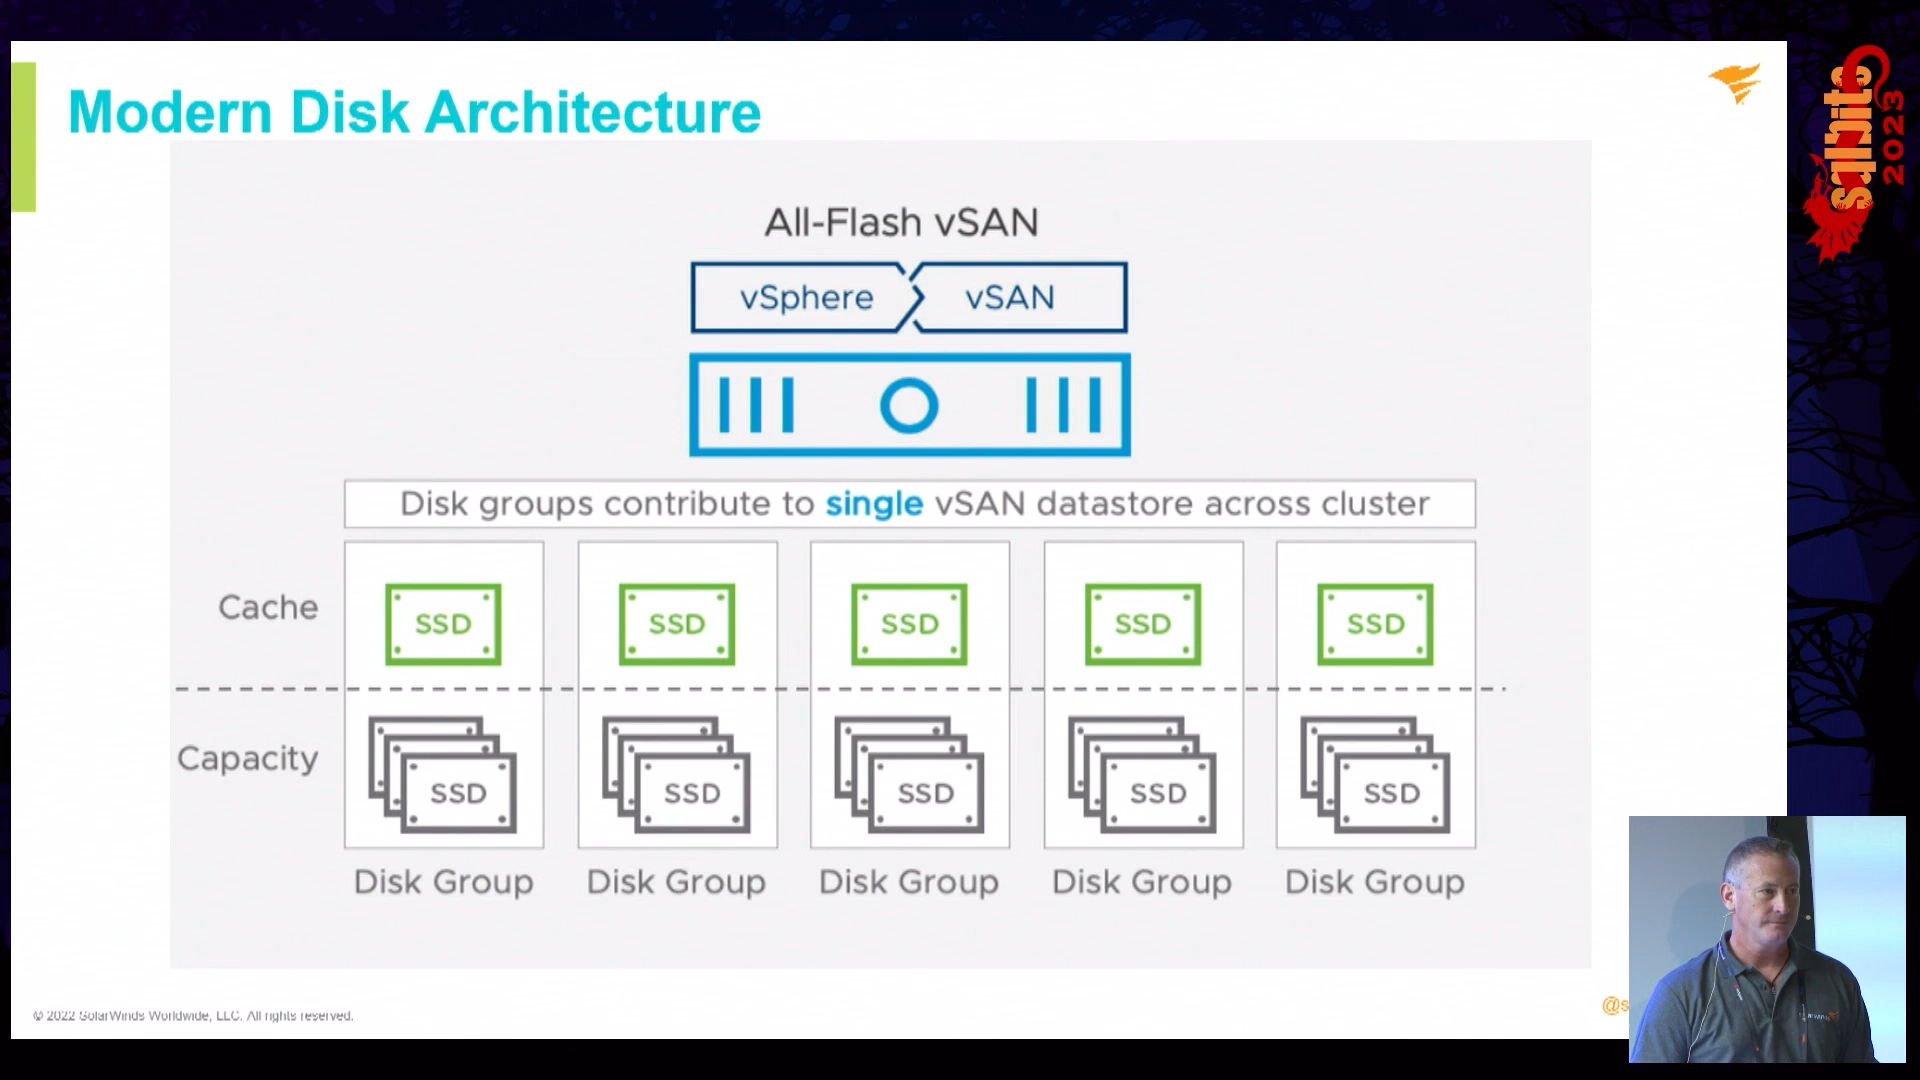 Modern Disk Architecture
sqlbits
2023
All-Flash vSAN
vSphere
vSAN
Disk groups contribute to single vSAN datastore across cluster
Cache
SSD
SSD
SSD
SSD
SSD
Capacity
SSD
SSD
SSD
SSD
SSD
Disk Group
Disk Group
Disk Group
Disk Group
Disk Group
© 2022 SolarWinds Worldwide, LLC. All rights reserved.